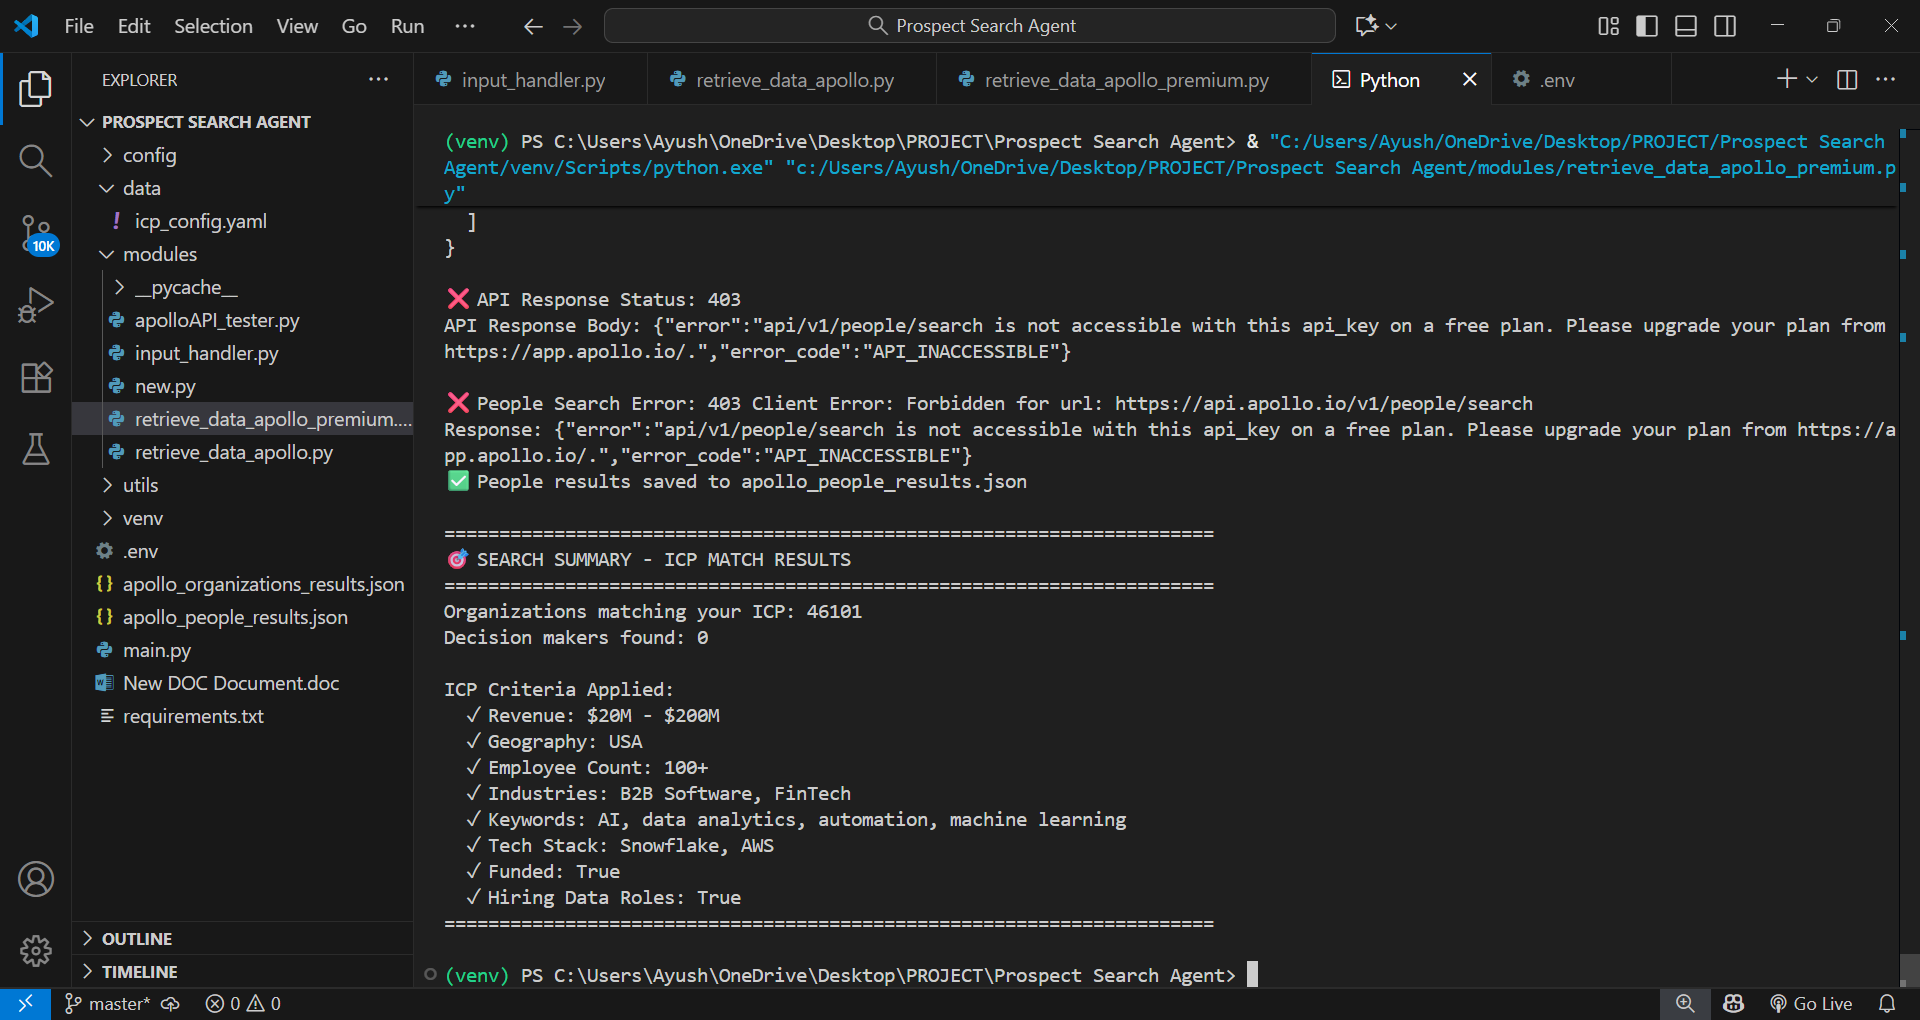 File Edit Selection View Go Run ··· Prospect Search Agent
EXPLORER ···
PROSPECT SEARCH AGENT
config
data
! icp_config.yaml
modules
__pycache__
apolloAPI_tester.py
input_handler.py
new.py
retrieve_data_apollo_premium....
retrieve_data_apollo.py
utils
venv
.env
{} apollo_organizations_results.json
{} apollo_people_results.json
main.py
New DOC Document.doc
requirements.txt
OUTLINE
TIMELINE
10K
input_handler.py retrieve_data_apollo.py retrieve_data_apollo_premium.py Python .env
(venv) PS C:\Users\Ayush\OneDrive\Desktop\PROJECT\Prospect Search Agent> & "C:/Users/Ayush/OneDrive/Desktop/PROJECT/Prospect Search
Agent/venv/Scripts/python.exe" "c:/Users/Ayush/OneDrive/Desktop/PROJECT/Prospect Search Agent/modules/retrieve_data_apollo_premium.p
y"
]
}
❌ API Response Status: 403
API Response Body: {"error":"api/v1/people/search is not accessible with this api_key on a free plan. Please upgrade your plan from
https://app.apollo.io/.","error_code":"API_INACCESSIBLE"}
❌ People Search Error: 403 Client Error: Forbidden for url: https://api.apollo.io/v1/people/search
Response: {"error":"api/v1/people/search is not accessible with this api_key on a free plan. Please upgrade your plan from https://a
pp.apollo.io/.","error_code":"API_INACCESSIBLE"}
✅ People results saved to apollo_people_results.json
======================================================================
🎯 SEARCH SUMMARY - ICP MATCH RESULTS
======================================================================
Organizations matching your ICP: 46101
Decision makers found: 0
ICP Criteria Applied:
✓ Revenue: $20M - $200M
✓ Geography: USA
✓ Employee Count: 100+
✓ Industries: B2B Software, FinTech
✓ Keywords: AI, data analytics, automation, machine learning
✓ Tech Stack: Snowflake, AWS
✓ Funded: True
✓ Hiring Data Roles: True
======================================================================
(venv) PS C:\Users\Ayush\OneDrive\Desktop\PROJECT\Prospect Search Agent>
master* 0 0 Go Live